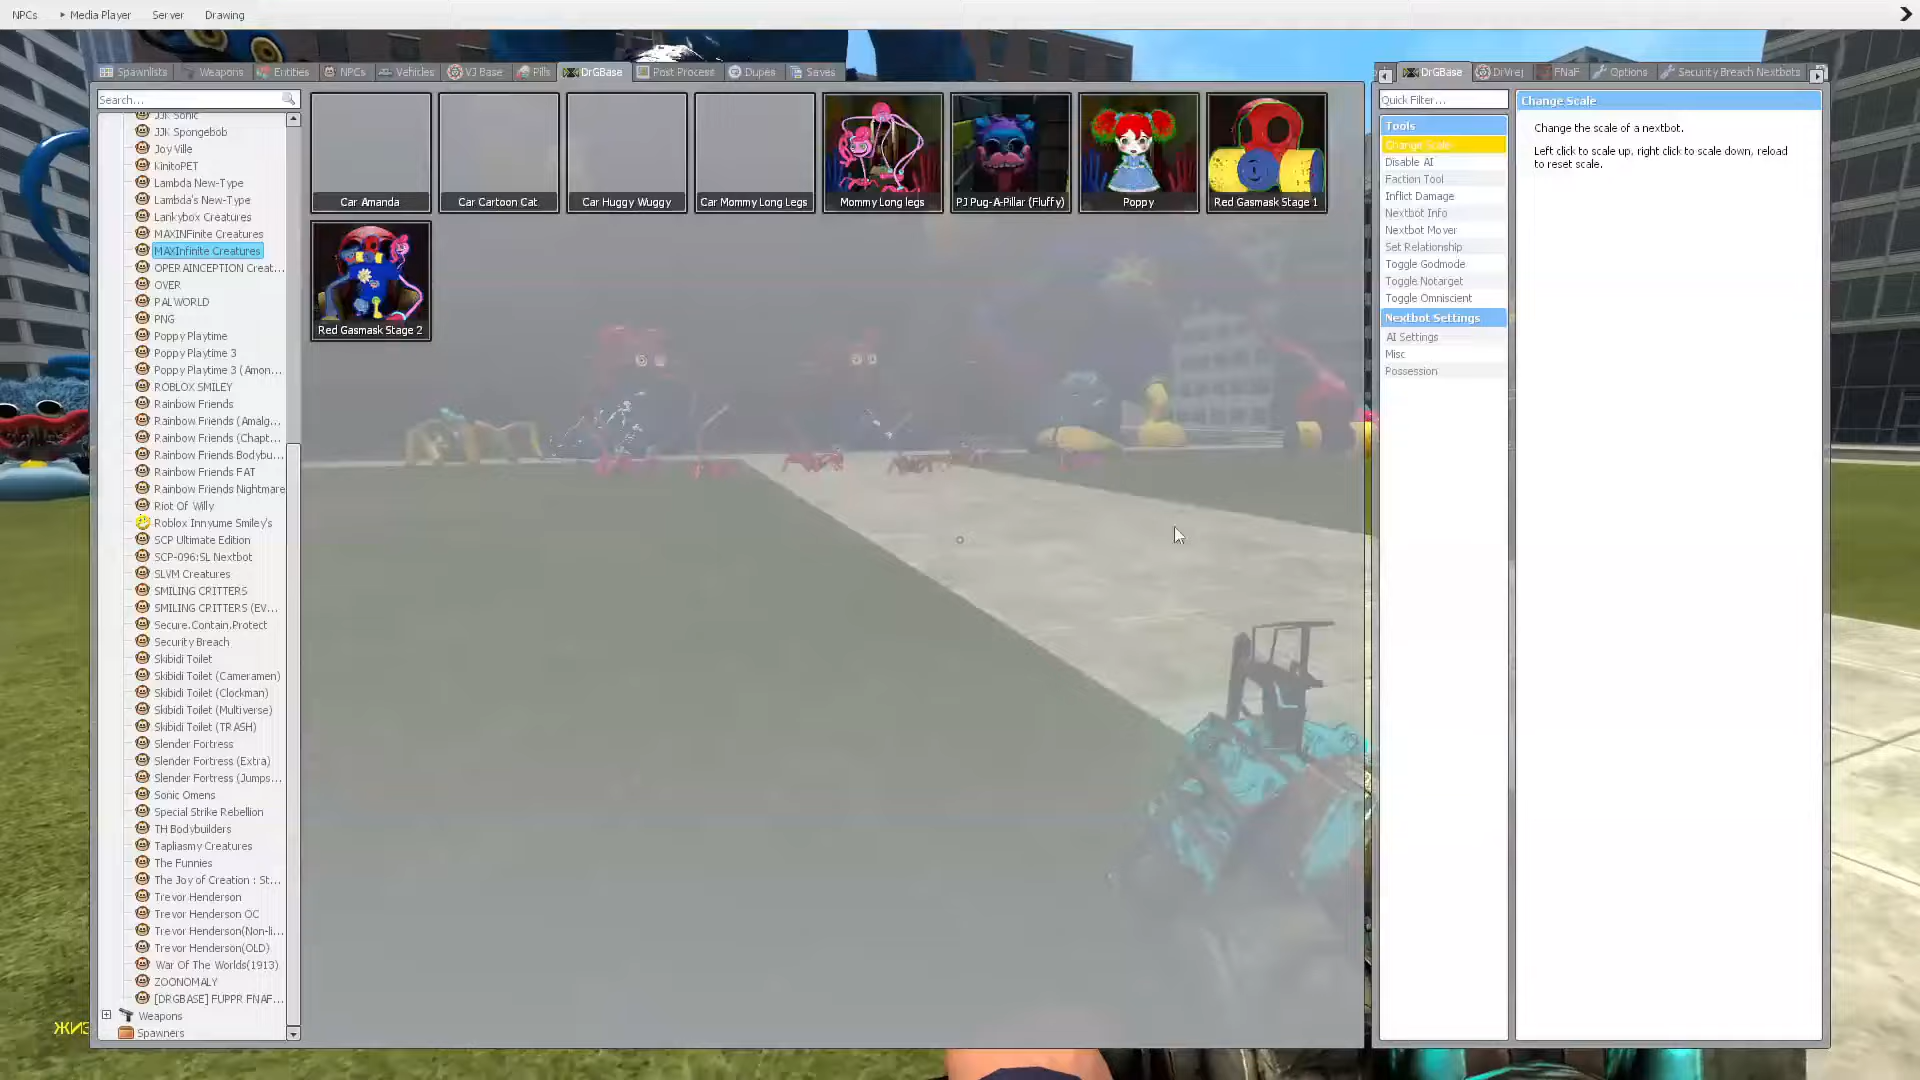 NPCs
Media Player
Server
Drawing
Spawnlists
Weapons
Entities
NPCs
Vehicles
VJ Base
Pills
DrGBase
Post Process
Dupes
Saves
Search...
JJK Sonic
JJK Spongebob
Joy Ville
KinitoPET
Lambda New-Type
Lambda's New-Type
Lankybox Creatures
MAXINFinite Creatures
MAXInfinite Creatures
OPERAINCEPTION Creat...
OVER
PALWORLD
PNG
Poppy Playtime
Poppy Playtime 3
Poppy Playtime 3 (Amon...
ROBLOX SMILEY
Rainbow Friends
Rainbow Friends (Amalg...
Rainbow Friends (Chapt...
Rainbow Friends Bodybu...
Rainbow Friends FAT
Rainbow Friends Nightmare
Riot Of Willy
Roblox Innyume Smiley's
SCP Ultimate Edition
SCP-096:SL Nextbot
SLVM Creatures
SMILING CRITTERS
SMILING CRITTERS (EV...
Secure.Contain.Protect
Security Breach
Skibidi Toilet
Skibidi Toilet (Cameramen)
Skibidi Toilet (Clockman)
Skibidi Toilet (Multiverse)
Skibidi Toilet (TRASH)
Slender Fortress
Slender Fortress (Extra)
Slender Fortress (Jumps...
Sonic Omens
Special Strike Rebellion
TH Bodybuilders
Tapliasmy Creatures
The Funnies
The Joy of Creation : St...
Trevor Henderson
Trevor Henderson OC
Trevor Henderson(Non-li...
Trevor Henderson(OLD)
War Of The Worlds(1913)
ZOONOMALY
[DRGBASE] FUPPR FNAF...
Weapons
Spawners
Car Amanda
Car Cartoon Cat
Car Huggy Wuggy
Car Mommy Long Legs
Mommy Long legs
PJ Pug-A-Pillar (Fluffy)
Poppy
Red Gasmask Stage 1
Red Gasmask Stage 2
DrGBase
DrVrej
FNaF
Options
Security Breach Nextbots
Quick Filter...
Tools
Change Scale
Disable AI
Faction Tool
Inflict Damage
Nextbot Info
Nextbot Mover
Set Relationship
Toggle Godmode
Toggle Notarget
Toggle Omniscient
Nextbot Settings
AI Settings
Misc
Possession
Change Scale
Change the scale of a nextbot.
Left click to scale up, right click to scale down, reload
to reset scale.
ЖИЗ